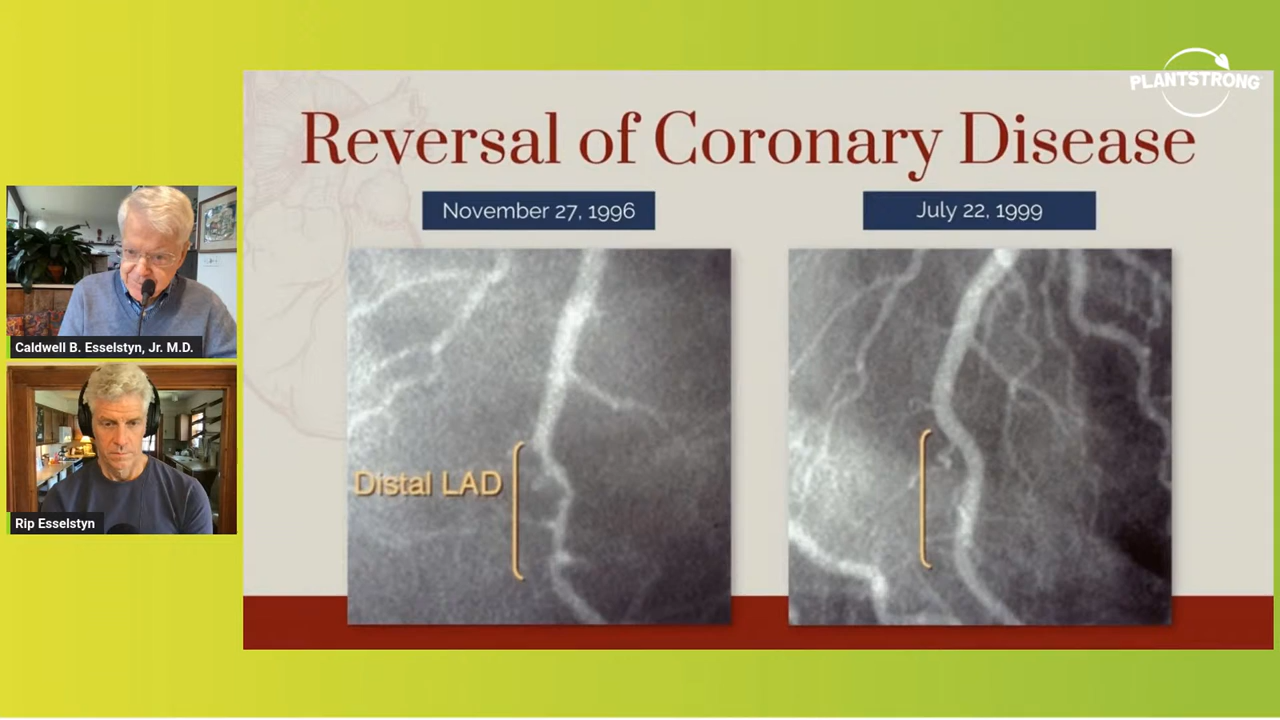 PLANTSTRONG
Reversal of Coronary Disease
November 27, 1996
July 22, 1999
Distal LAD
Caldwell B. Esselstyn, Jr. M.D.
Rip Esselstyn